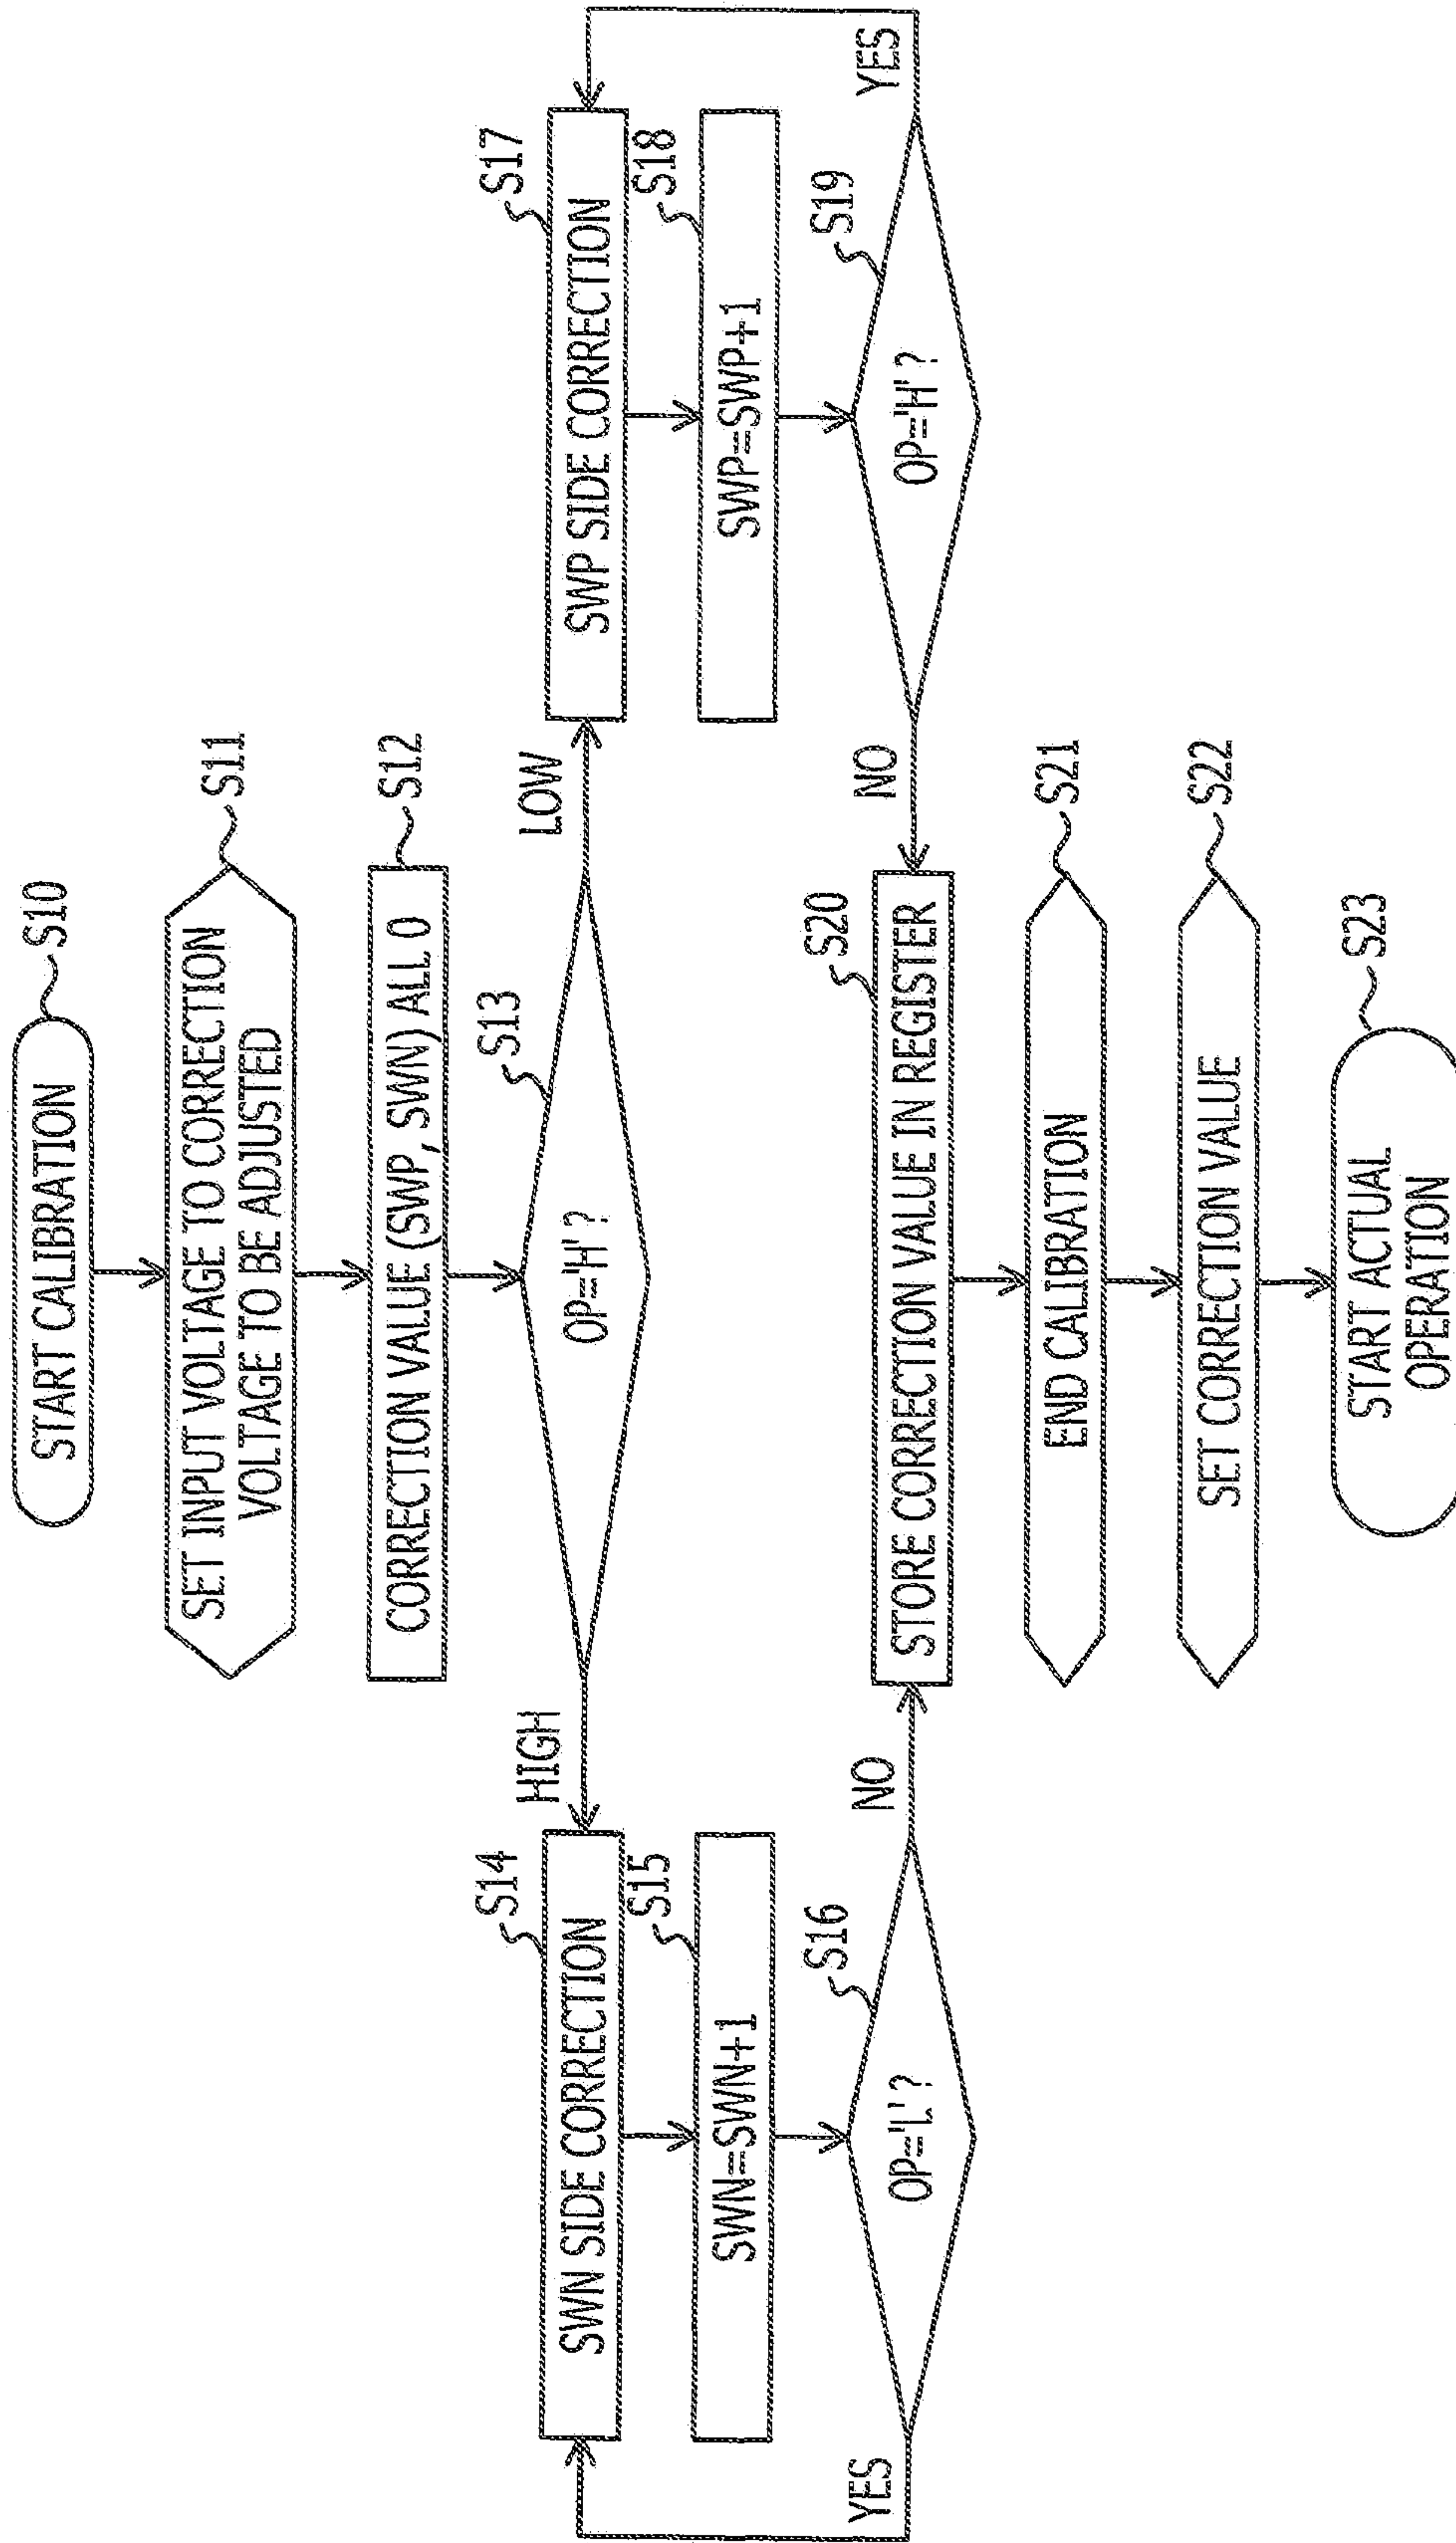 START CALIBRATION
S10
SET INPUT VOLTAGE TO CORRECTION
VOLTAGE TO BE ADJUSTED
S11
CORRECTION VALUE (SWP, SWN) ALL 0
S12
OP='H'?
S13
HIGH
LOW
SWN SIDE CORRECTION
S14
SWN=SWN+1
S15
OP='L'?
S16
YES
NO
SWP SIDE CORRECTION
S17
SWP=SWP+1
S18
OP='H'?
S19
YES
NO
STORE CORRECTION VALUE IN REGISTER
S20
END CALIBRATION
S21
SET CORRECTION VALUE
S22
START ACTUAL
OPERATION
S23